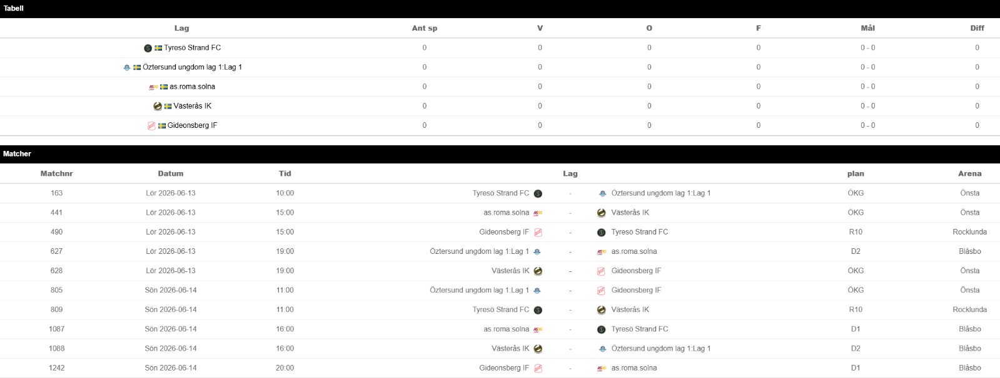 Tabell
Lag Ant sp V O F Mål Diff
Tyresö Strand FC 0 0 0 0 0 - 0 0
Öztersund ungdom lag 1:Lag 1 0 0 0 0 0 - 0 0
as.roma.solna 0 0 0 0 0 - 0 0
Västerås IK 0 0 0 0 0 - 0 0
Gideonsberg IF 0 0 0 0 0 - 0 0
Matcher
Matchnr Datum Tid Lag plan Arena
163 Lör 2026-06-13 10:00 Tyresö Strand FC - Öztersund ungdom lag 1:Lag 1 ÖKG Önsta
441 Lör 2026-06-13 15:00 as.roma.solna - Västerås IK ÖKG Önsta
490 Lör 2026-06-13 15:00 Gideonsberg IF - Tyresö Strand FC R10 Rocklunda
627 Lör 2026-06-13 19:00 Öztersund ungdom lag 1:Lag 1 - as.roma.solna D2 Blåsbo
628 Lör 2026-06-13 19:00 Västerås IK - Gideonsberg IF ÖKG Önsta
805 Sön 2026-06-14 11:00 Öztersund ungdom lag 1:Lag 1 - Gideonsberg IF ÖKG Önsta
809 Sön 2026-06-14 11:00 Tyresö Strand FC - Västerås IK R10 Rocklunda
1087 Sön 2026-06-14 16:00 as.roma.solna - Tyresö Strand FC D1 Blåsbo
1088 Sön 2026-06-14 16:00 Västerås IK - Öztersund ungdom lag 1:Lag 1 D2 Blåsbo
1242 Sön 2026-06-14 20:00 Gideonsberg IF - as.roma.solna D1 Blåsbo